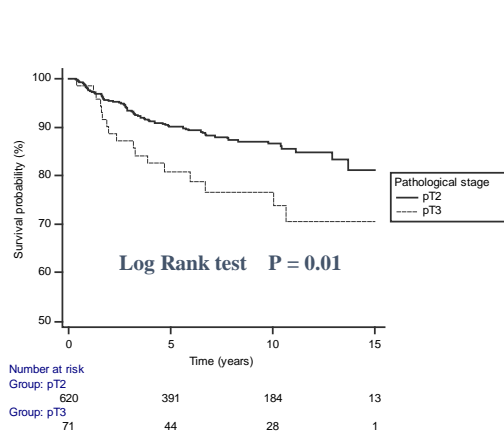 100
90
80
70
60
50
Survival probability (%)
Pathological stage
pT2
pT3
Log Rank test P = 0.01
0 5 10 15
Time (years)
Number at risk
Group: pT2
620 391 184 13
Group: pT3
71 44 28 1